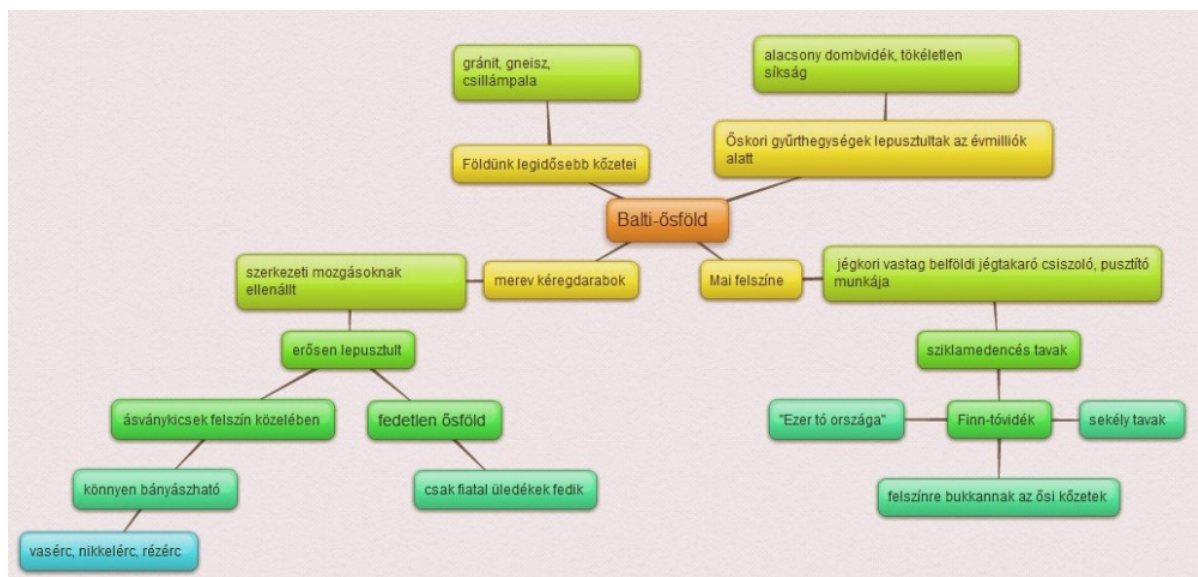 gránit, gneisz,
csillámpala
alacsony dombvidék, tökéletlen
síkság
Földünk legidősebb kőzetei
Őskori gyűrthegységek lepusztultak az évmilliók
alatt
Balti-ősföld
szerkezeti mozgásoknak
ellenállt
merev kéregdarabok
Mai felszíne
jégkori vastag belföldi jégtakaró csiszoló, pusztító
munkája
erősen lepusztult
sziklamedencés tavak
ásványkicsek felszín közelében
fedetlen ősföld
"Ezer tó országa"
Finn-tóvidék
sekély tavak
könnyen bányászható
csak fiatal üledékek fedik
felszínre bukkannak az ősi kőzetek
vasérc, nikkelérc, rézérc